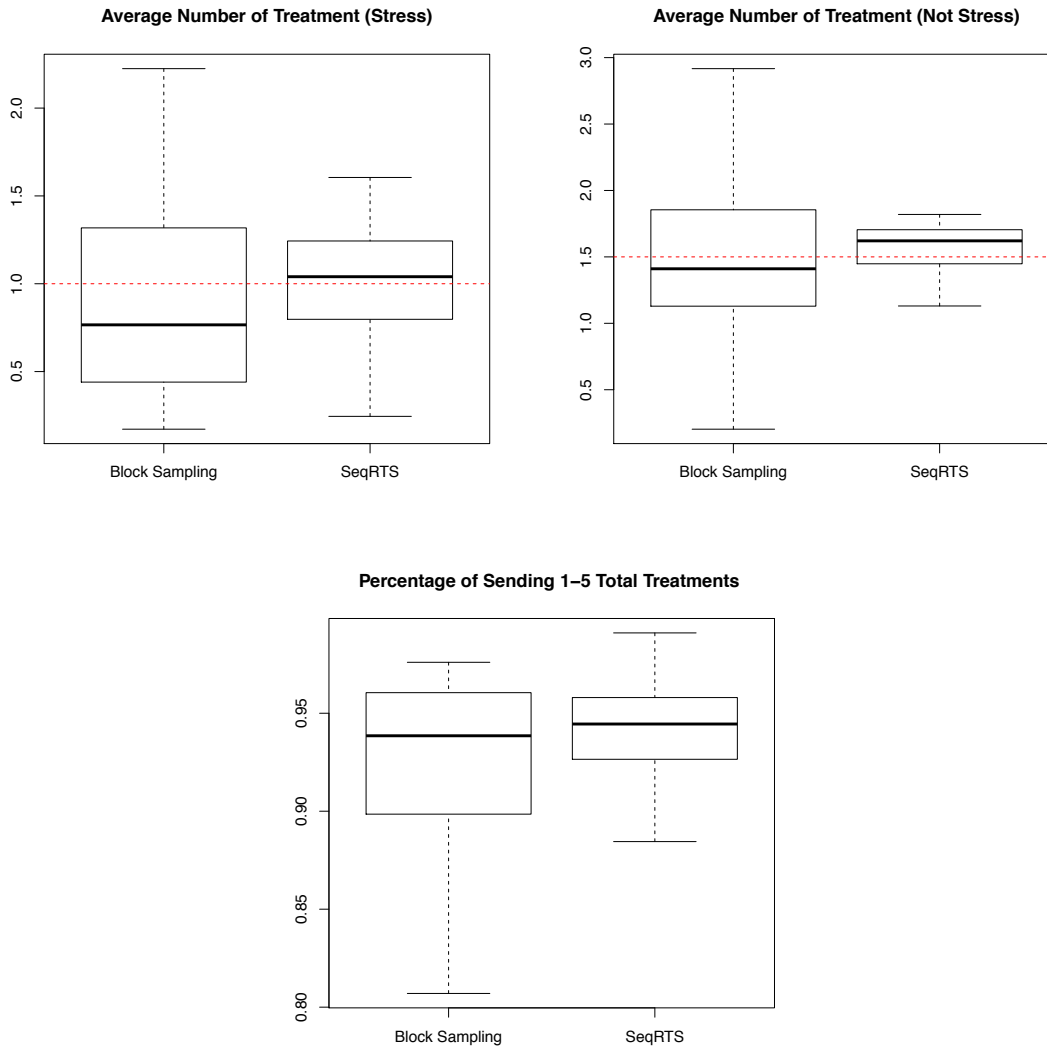 Average Number of Treatment (Stress)
2.0
1.5
1.0
0.5
Block Sampling SeqRTS
Average Number of Treatment (Not Stress)
3.0
2.5
2.0
1.5
1.0
0.5
Block Sampling SeqRTS
Percentage of Sending 1−5 Total Treatments
0.95
0.90
0.85
0.80
Block Sampling SeqRTS